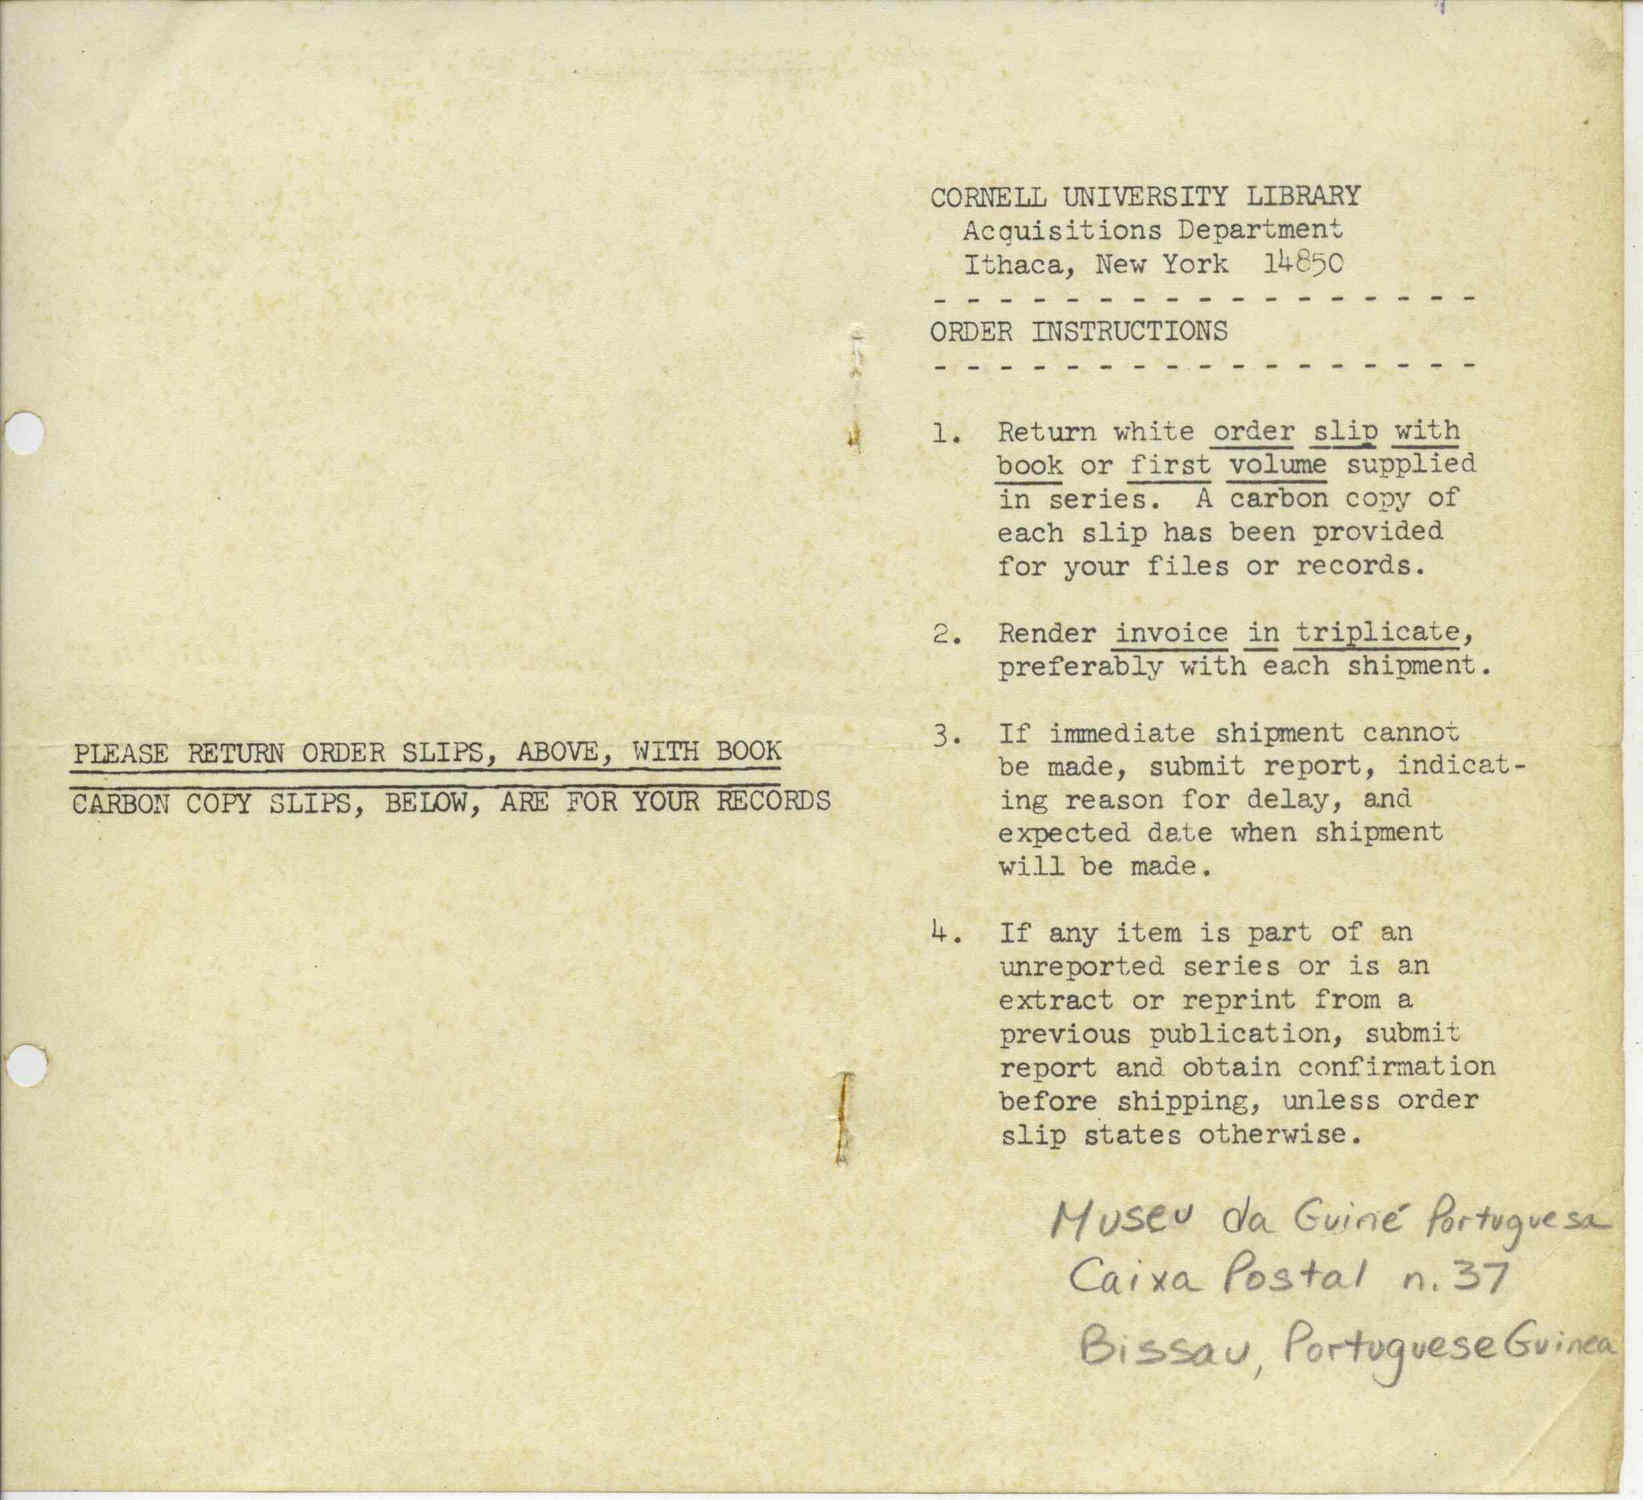 PLEASE RETURN ORDER SLIPS, ABOVE, WITH BOOK
CARBON COPY SLIPS, BELOW, ARE FOR YOUR RECORDS
CORNELL UNIVERSITY LIBRARY
Acquisitions Department
Ithaca, New York 14850
- - - - - - - - - - - - - - - - -
ORDER INSTRUCTIONS
- - - - - - - - - - - - - - - - -
1. Return white order slip with
book or first volume supplied
in series. A carbon copy of
each slip has been provided
for your files or records.
2. Render invoice in triplicate,
preferably with each shipment.
3. If immediate shipment cannot
be made, submit report, indicat-
ing reason for delay, and
expected date when shipment
will be made.
4. If any item is part of an
unreported series or is an
extract or reprint from a
previous publication, submit
report and obtain confirmation
before shipping, unless order
slip states otherwise.
Museu da Guiné Portuguesa
Caixa Postal n. 37
Bissau, Portuguese Guinea